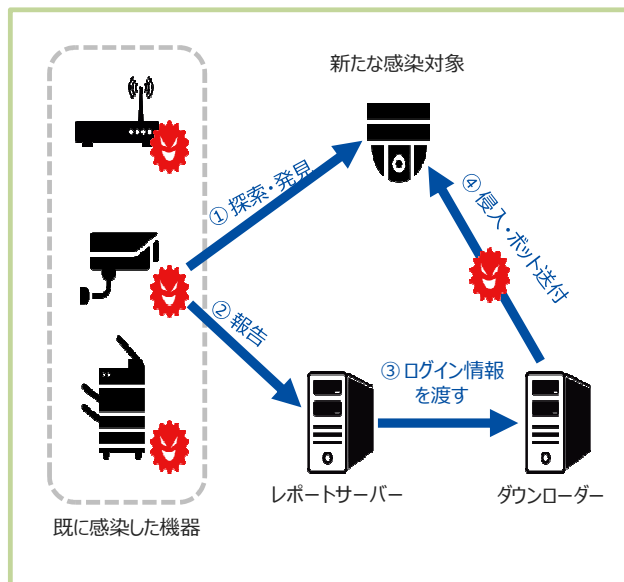 新たな感染対象
① 探索・発見
② 報告
③ ログイン情報
を渡す
④ 侵入・ボット送付
レポートサーバー
ダウンローダー
既に感染した機器